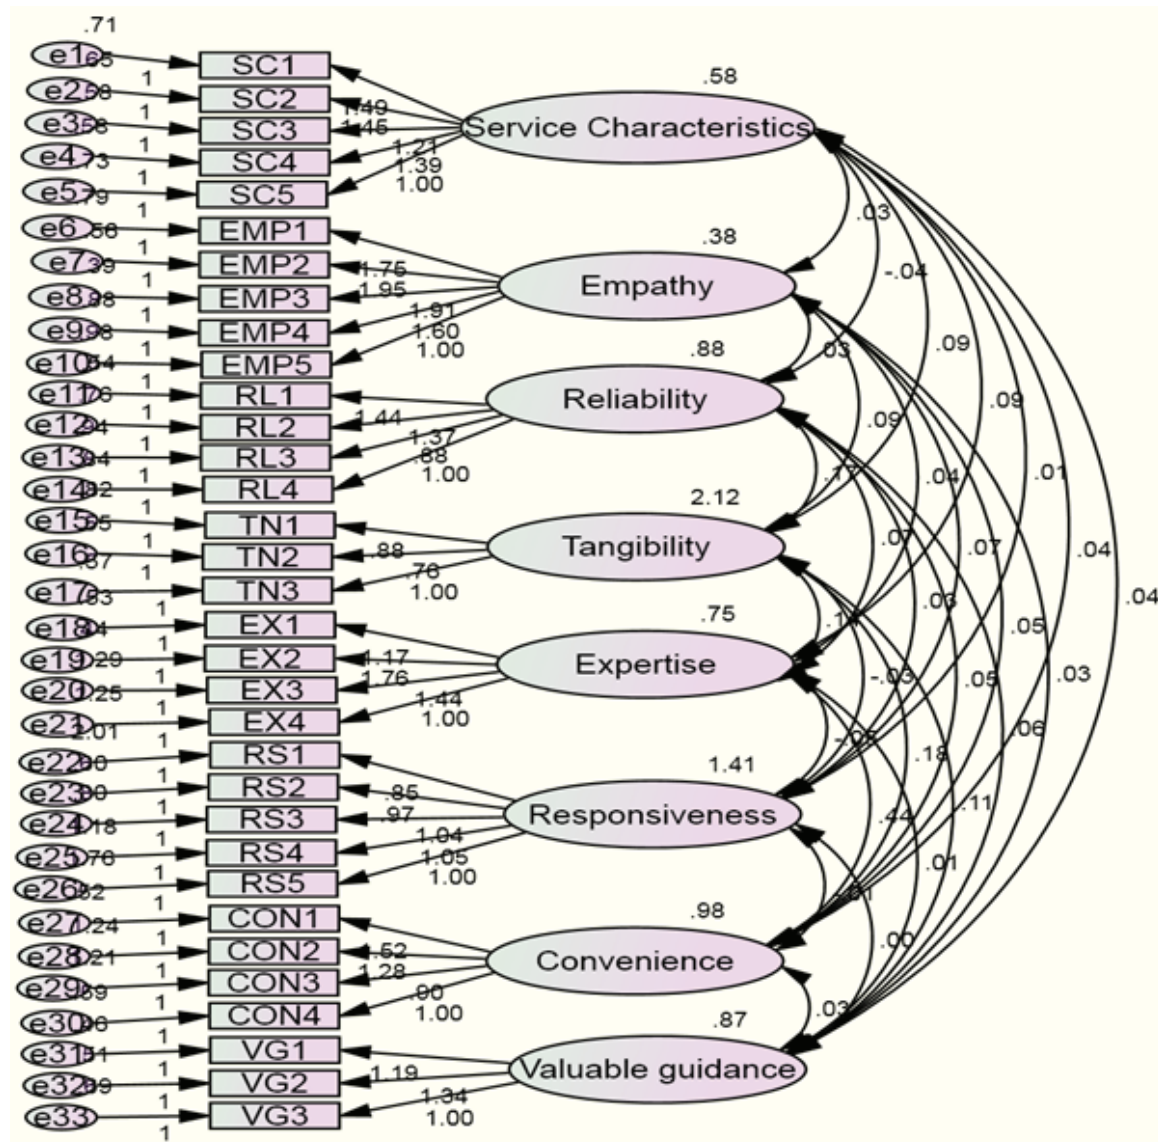 .71
e1 SC1
.58
1
e2 SC2
Service Characteristics
1
e3 SC3
1.49
1.45
1
e4 SC4
1.21
1.39
1
e5 SC5
1.00
1
e6 EMP1
.03
.38
1
e7 EMP2
1.75
Empathy
-.04
1
e8 EMP3
1.95
1
e9 EMP4
1.91
1.60
1
e10 EMP5
1.00
.88
.03
.09
1
e11 RL1
Reliability
.09
1
e12 RL2
1.44
.09
1
e13 RL3
1.37
.88
1
e14 RL4
1.00
.04
.01
2.12
1
e15 TN1
1
e16 TN2
.88
Tangibility
.07
.07
.04
1
e17 TN3
.76
1.00
.03
.04
1
e18 EX1
.75
.05
1
e19 EX2
1.17
Expertise
1
e20 EX3
1.76
1.44
-.03
.05
.03
1
e21 EX4
1.00
1
e22 RS1
1.41
.18
.06
1
e23 RS2
.85
1
e24 RS3
.97
Responsiveness
.44
.11
1
e25 RS4
1.04
1.05
1
e26 RS5
1.00
.01
1
e27 CON1
.98
1
e28 CON2
.52
Convenience
.00
1
e29 CON3
1.28
.90
1
e30 CON4
1.00
.87
.03
1
e31 VG1
1
e32 VG2
1.19
Valuable guidance
1
e33 VG3
1.34
1.00
1